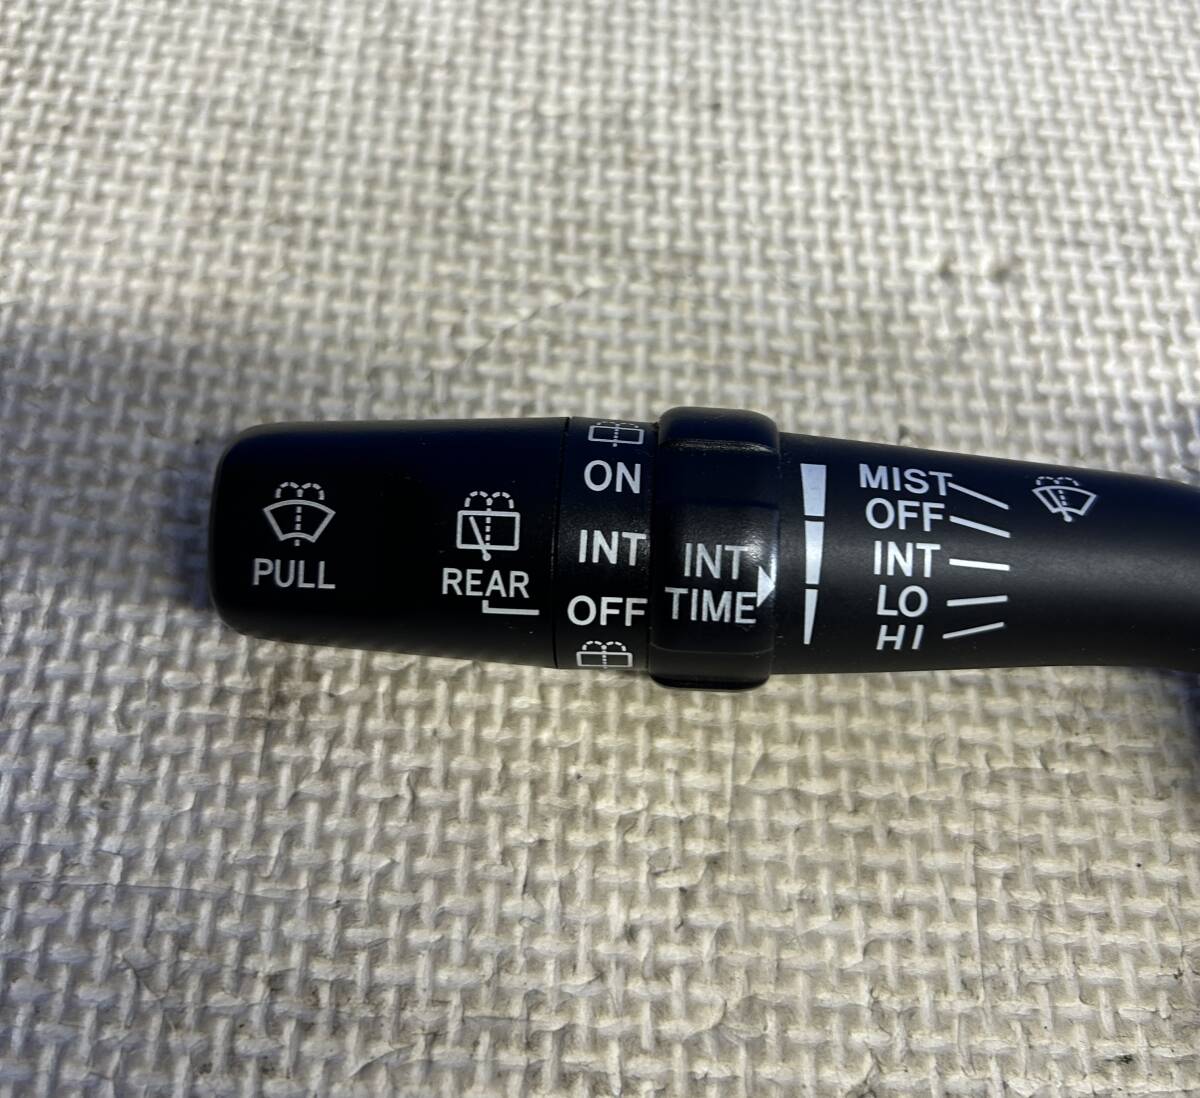 PULL
REAR
ON
INT
OFF
INT
TIME
MIST
OFF
INT
LO
HI